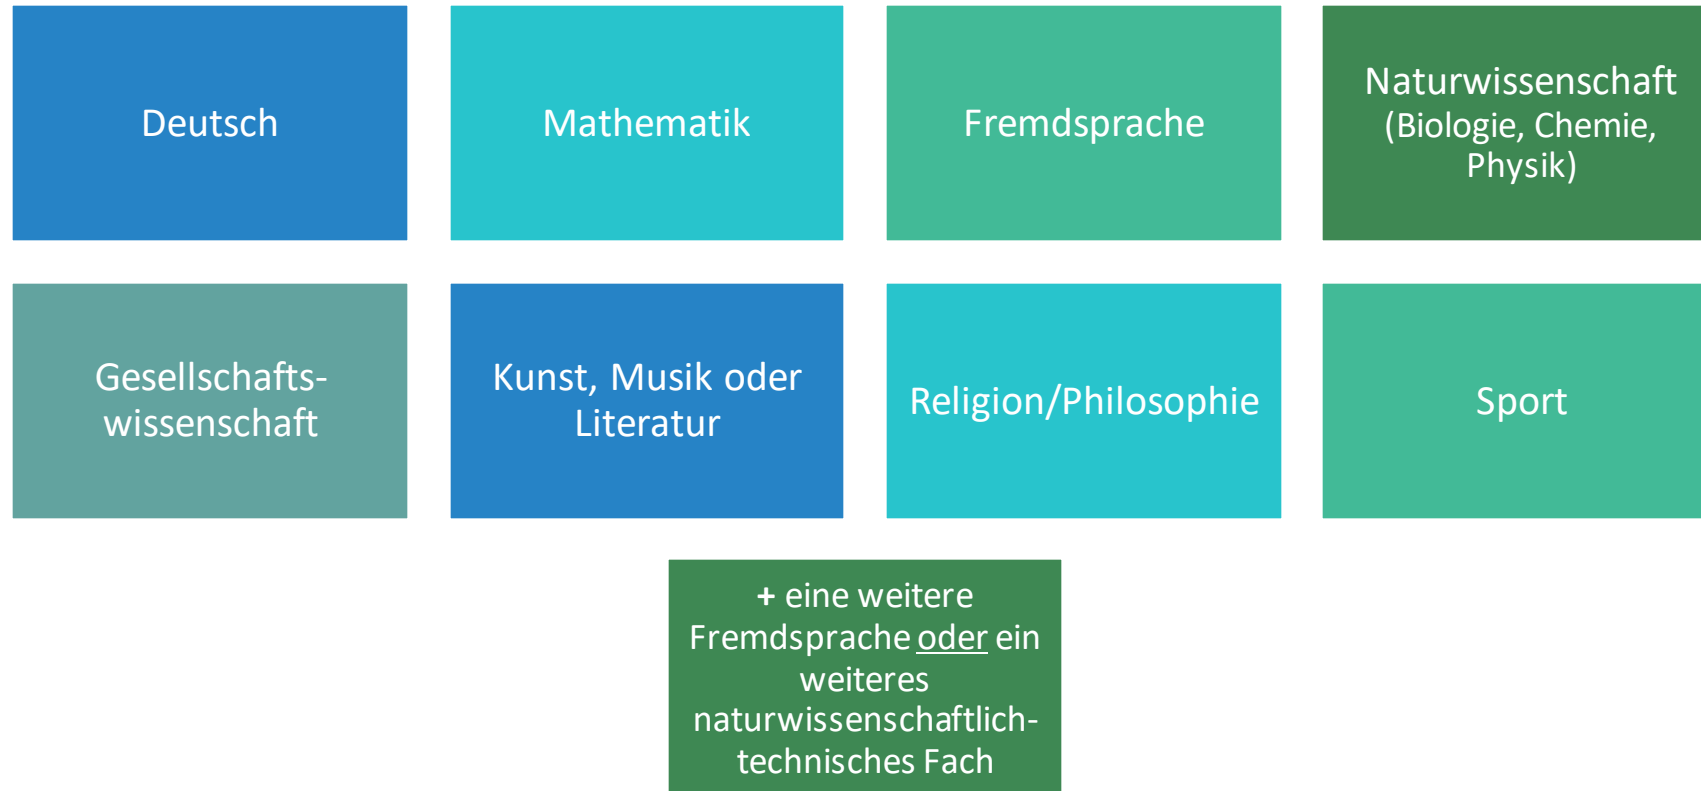 Deutsch
Mathematik
Fremdsprache
Naturwissenschaft
(Biologie, Chemie,
Physik)
Gesellschafts-
wissenschaft
Kunst, Musik oder
Literatur
Religion/Philosophie
Sport
+ eine weitere
Fremdsprache oder ein
weiteres
naturwissenschaftlich-
technisches Fach